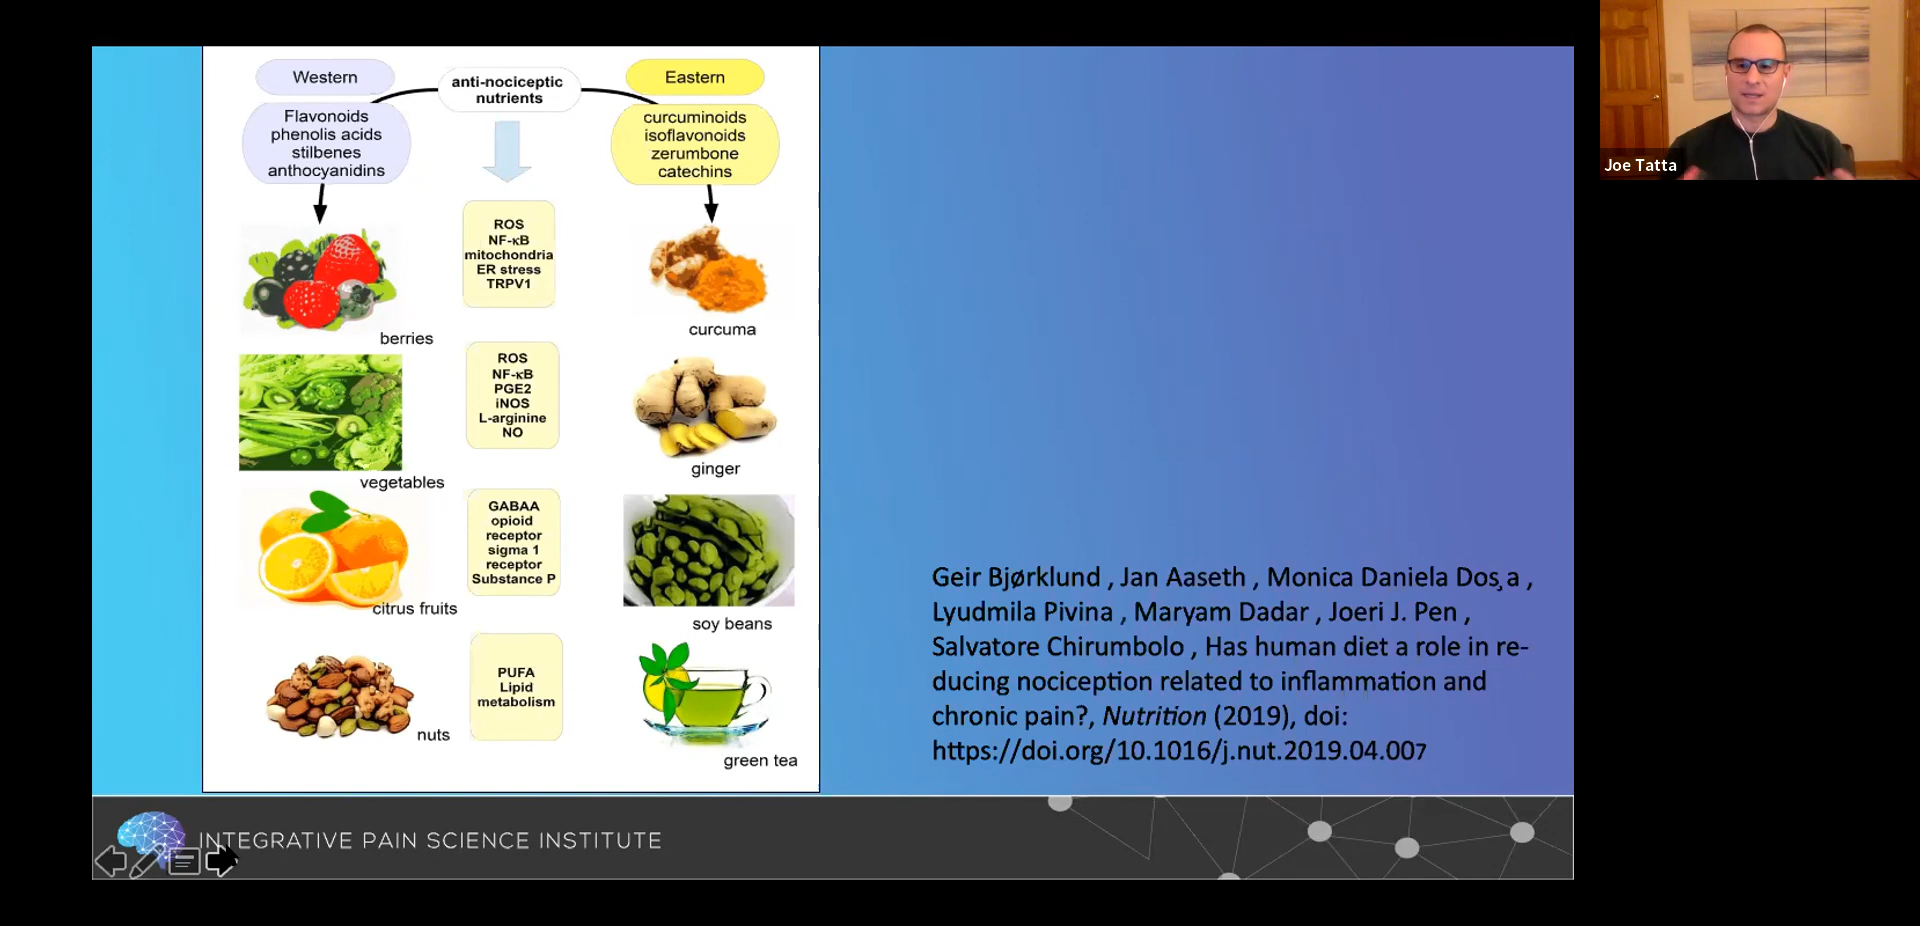 Western
anti-nociceptic
nutrients
Eastern
Flavonoids
phenolis acids
stilbenes
anthocyanidins
curcuminoids
isoflavonoids
zerumbone
catechins
ROS
NF-κB
mitochondria
ER stress
TRPV1
berries
curcuma
ROS
NF-κB
PGE2
iNOS
L-arginine
NO
vegetables
ginger
GABAA
opioid
receptor
sigma 1
receptor
Substance P
citrus fruits
soy beans
PUFA
Lipid
metabolism
nuts
green tea
Geir Bjørklund , Jan Aaseth , Monica Daniela Dos¸a ,
Lyudmila Pivina , Maryam Dadar , Joeri J. Pen ,
Salvatore Chirumbolo , Has human diet a role in re-
ducing nociception related to inflammation and
chronic pain?, Nutrition (2019), doi:
https://doi.org/10.1016/j.nut.2019.04.007
INTEGRATIVE PAIN SCIENCE INSTITUTE
Joe Tatta